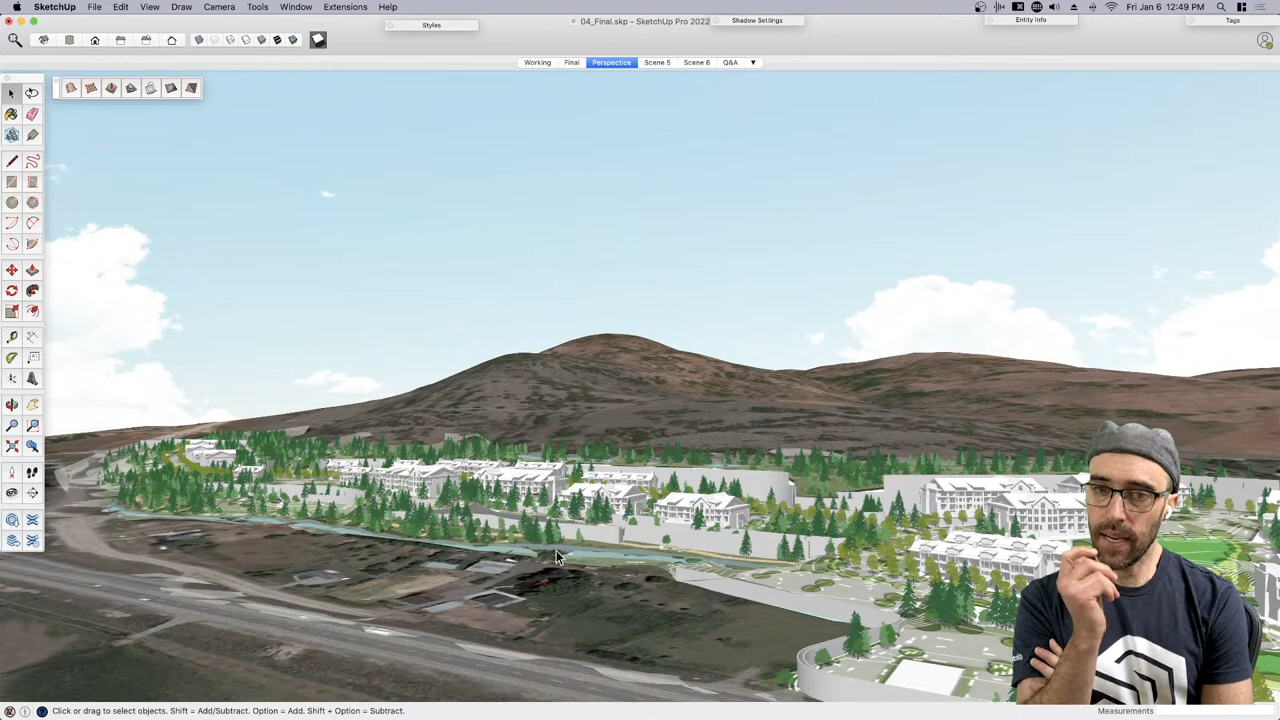 SketchUp File Edit View Camera Draw Tools Window Extensions Help
Fri Jan 6 12:49 PM
Styles
04_Final.skp - SketchUp Pro 2022
Shadow Settings
Entity Info
Tags
Working Final Perspectice Scene 5 Scene 6 Q&A
Click or drag to select objects. Shift = Add/Subtract. Option = Add. Shift + Option = Subtract.
Measurements